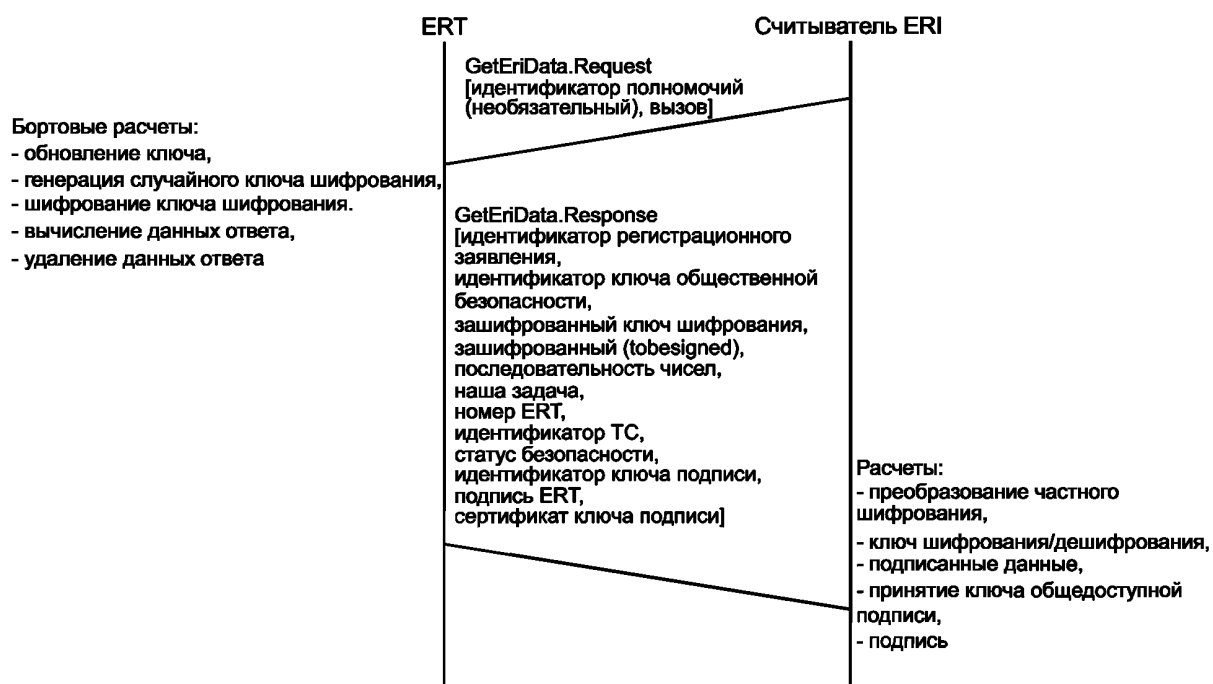 ERT
Считыватель ERI
GetEriData.Request
[идентификатор полномочий
(необязательный), вызов]
Бортовые расчеты:
- обновление ключа,
- генерация случайного ключа шифрования,
- шифрование ключа шифрования.
- вычисление данных ответа,
- удаление данных ответа
GetEriData.Response
[идентификатор регистрационного
заявления,
идентификатор ключа общественной
безопасности,
зашифрованный ключ шифрования,
зашифрованный (tobesigned),
последовательность чисел,
наша задача,
номер ERT,
идентификатор ТС,
статус безопасности,
идентификатор ключа подписи,
подпись ERT,
сертификат ключа подписи]
Расчеты:
- преобразование частного
шифрования,
- ключ шифрования/дешифрования,
- подписанные данные,
- принятие ключа общедоступной
подписи,
- подпись